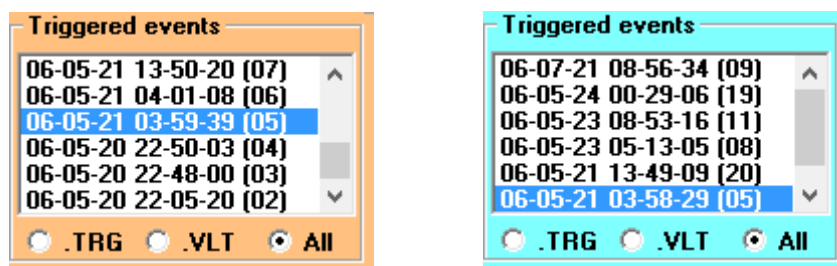 Triggered events
06-05-21 13-50-20 (07)
06-05-21 04-01-08 (06)
06-05-21 03-59-39 (05)
06-05-20 22-50-03 (04)
06-05-20 22-48-00 (03)
06-05-20 22-05-20 (02)
.TRG .VLT All
Triggered events
06-07-21 08-56-34 (09)
06-05-24 00-29-06 (19)
06-05-23 08-53-16 (11)
06-05-23 05-13-05 (08)
06-05-21 13-49-09 (20)
06-05-21 03-58-29 (05)
.TRG .VLT All